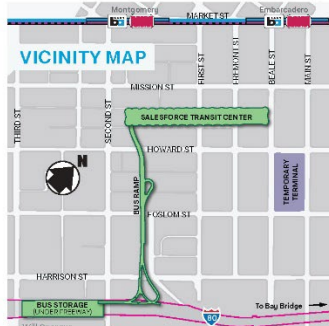 Montgomery
Embarcadero
MARKET ST
VICINITY MAP
MISSION ST
THIRD ST
SECOND ST
FIRST ST
FREMONT ST
BEALE ST
MAIN ST
SALESFORCE TRANSIT CENTER
HOWARD ST
N
BUS RAMP
TEMPORARY
TERMINAL
FOSLOM ST
HARRISON ST
BUS STORAGE
(UNDER FREEWAY)
80
To Bay Bridge